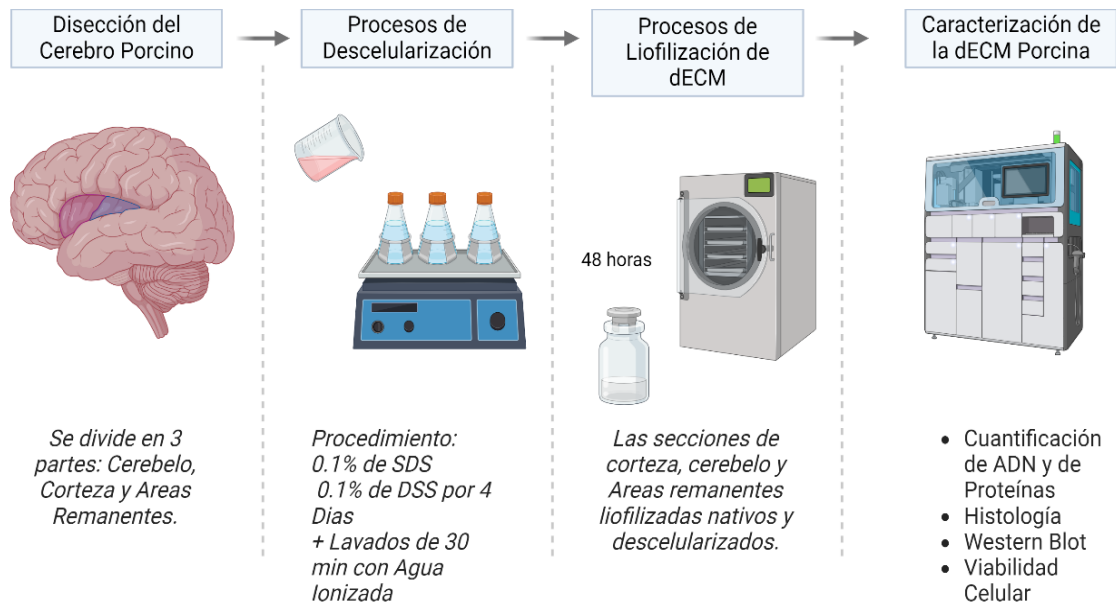 Disección del
Cerebro Porcino
Procesos de
Descelularización
Procesos de
Liofilización de
dECM
Caracterización de
la dECM Porcina
48 horas
Se divide en 3
partes: Cerebelo,
Corteza y Areas
Remanentes.
Procedimiento:
0.1% de SDS
0.1% de DSS por 4
Dias
+ Lavados de 30
min con Agua
Ionizada
Las secciones de
corteza, cerebelo y
Areas remanentes
liofilizadas nativos y
descelularizados.
• Cuantificación
de ADN y de
Proteínas
• Histología
• Western Blot
• Viabilidad
Celular